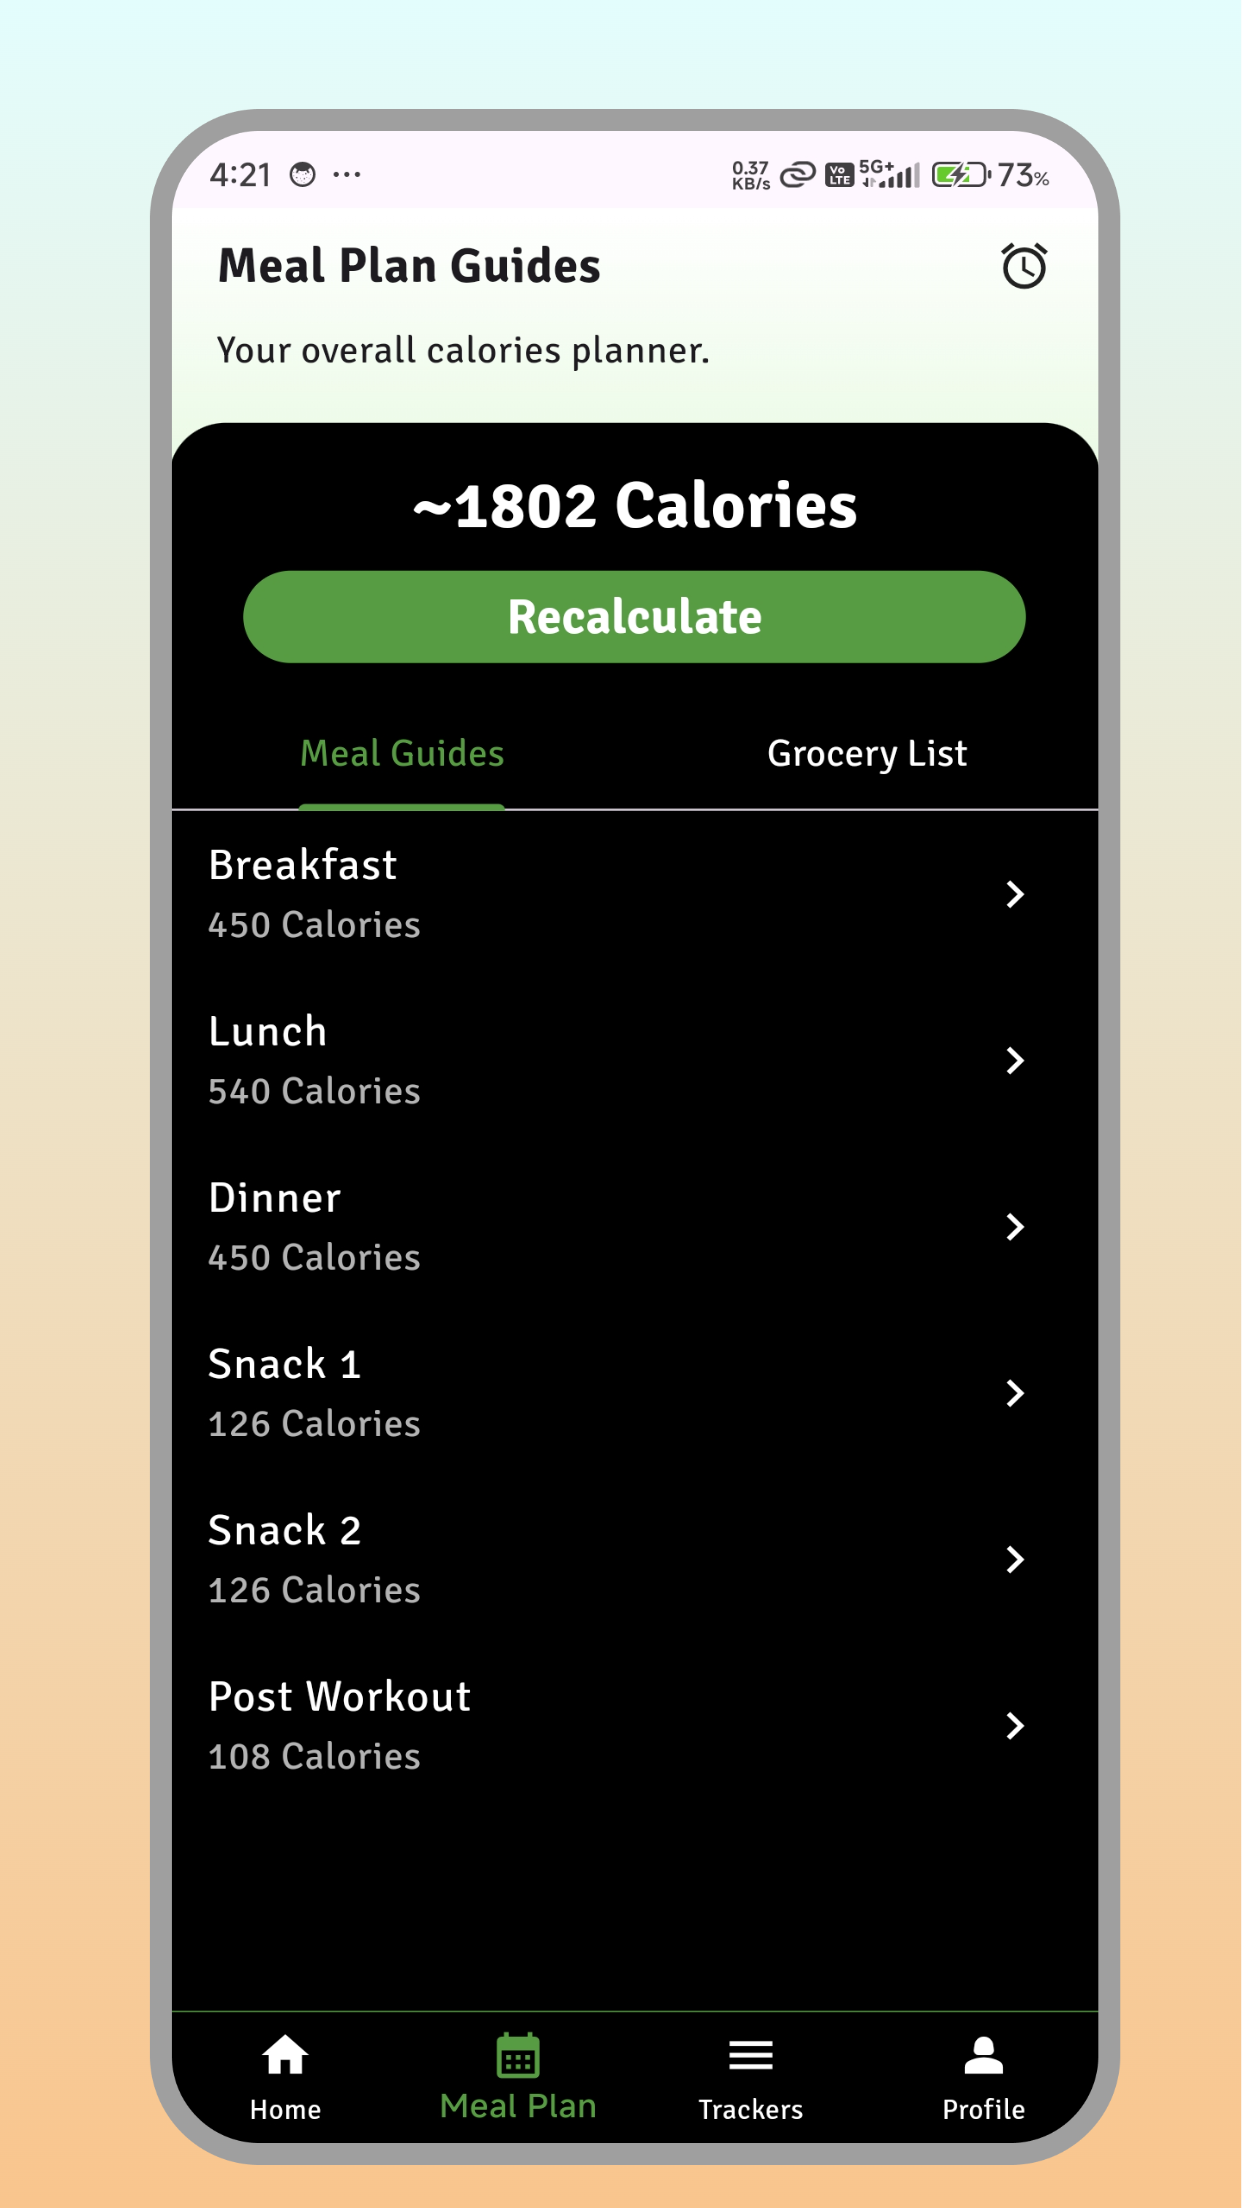 4:21 ... 0.37 KB/s Vo LTE 5G+ 73%
Meal Plan Guides
Your overall calories planner.
~1802 Calories
Recalculate
Meal Guides Grocery List
Breakfast
450 Calories
Lunch
540 Calories
Dinner
450 Calories
Snack 1
126 Calories
Snack 2
126 Calories
Post Workout
108 Calories
Home Meal Plan Trackers Profile